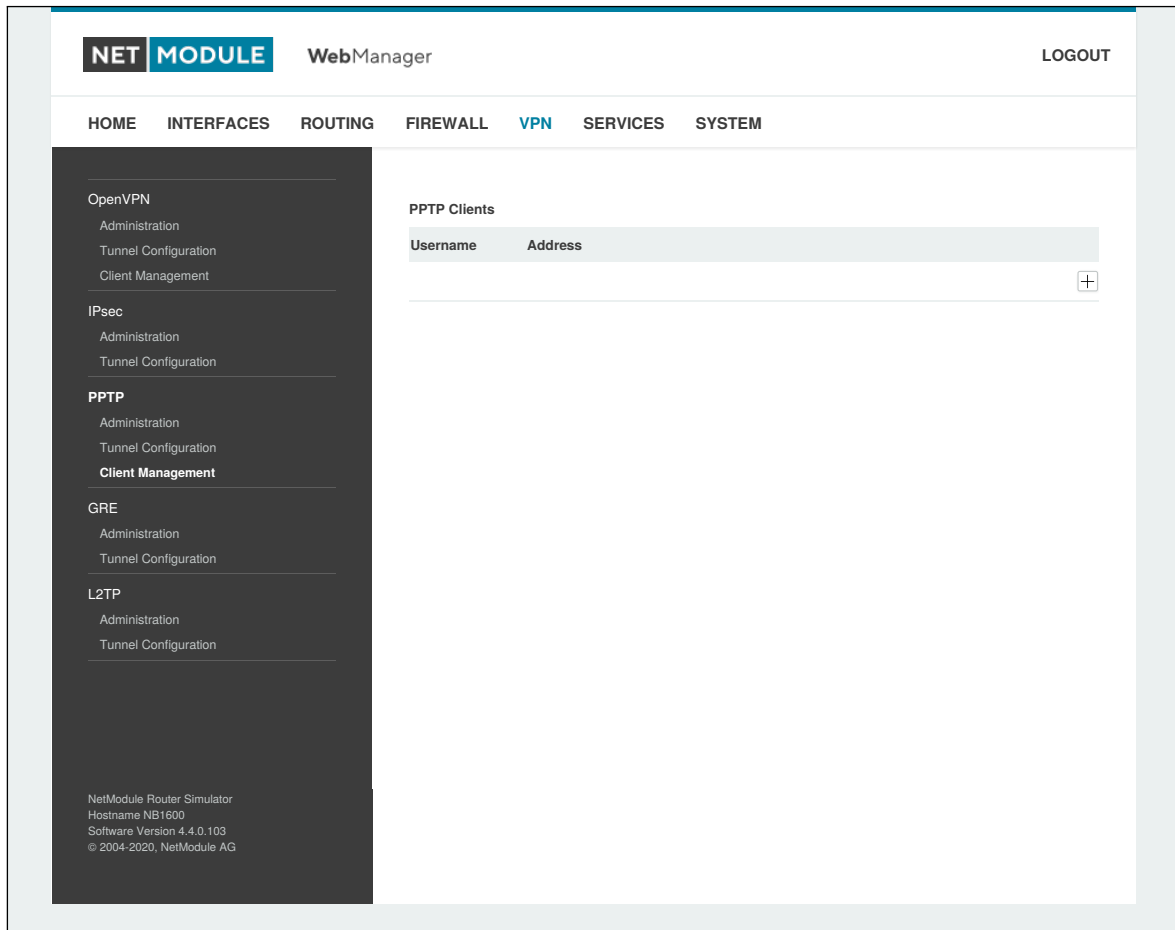 NET MODULE WebManager LOGOUT
HOME INTERFACES ROUTING FIREWALL VPN SERVICES SYSTEM
OpenVPN
Administration
Tunnel Configuration
Client Management
IPsec
Administration
Tunnel Configuration
PPTP
Administration
Tunnel Configuration
Client Management
GRE
Administration
Tunnel Configuration
L2TP
Administration
Tunnel Configuration
NetModule Router Simulator
Hostname NB1600
Software Version 4.4.0.103
© 2004-2020, NetModule AG
PPTP Clients
Username Address